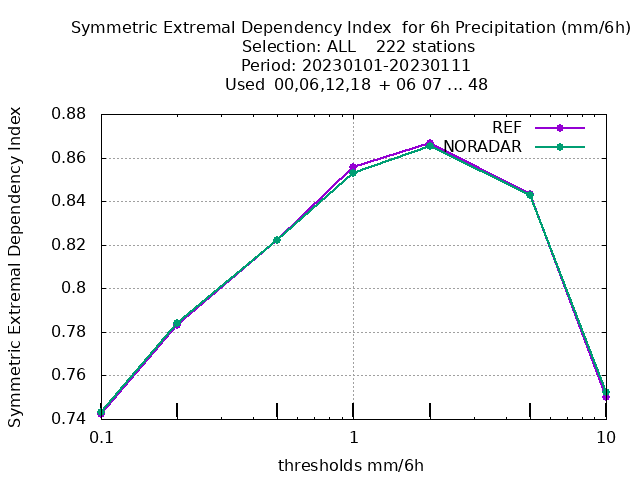 Symmetric Extremal Dependency Index  for 6h Precipitation (mm/6h)
Selection: ALL    222 stations
Period: 20230101-20230111
Used  00,06,12,18  + 06 07 ... 48
Symmetric Extremal Dependency Index
0.88
0.86
0.84
0.82
0.8
0.78
0.76
0.74
REF
NORADAR
0.1
1
10
thresholds mm/6h